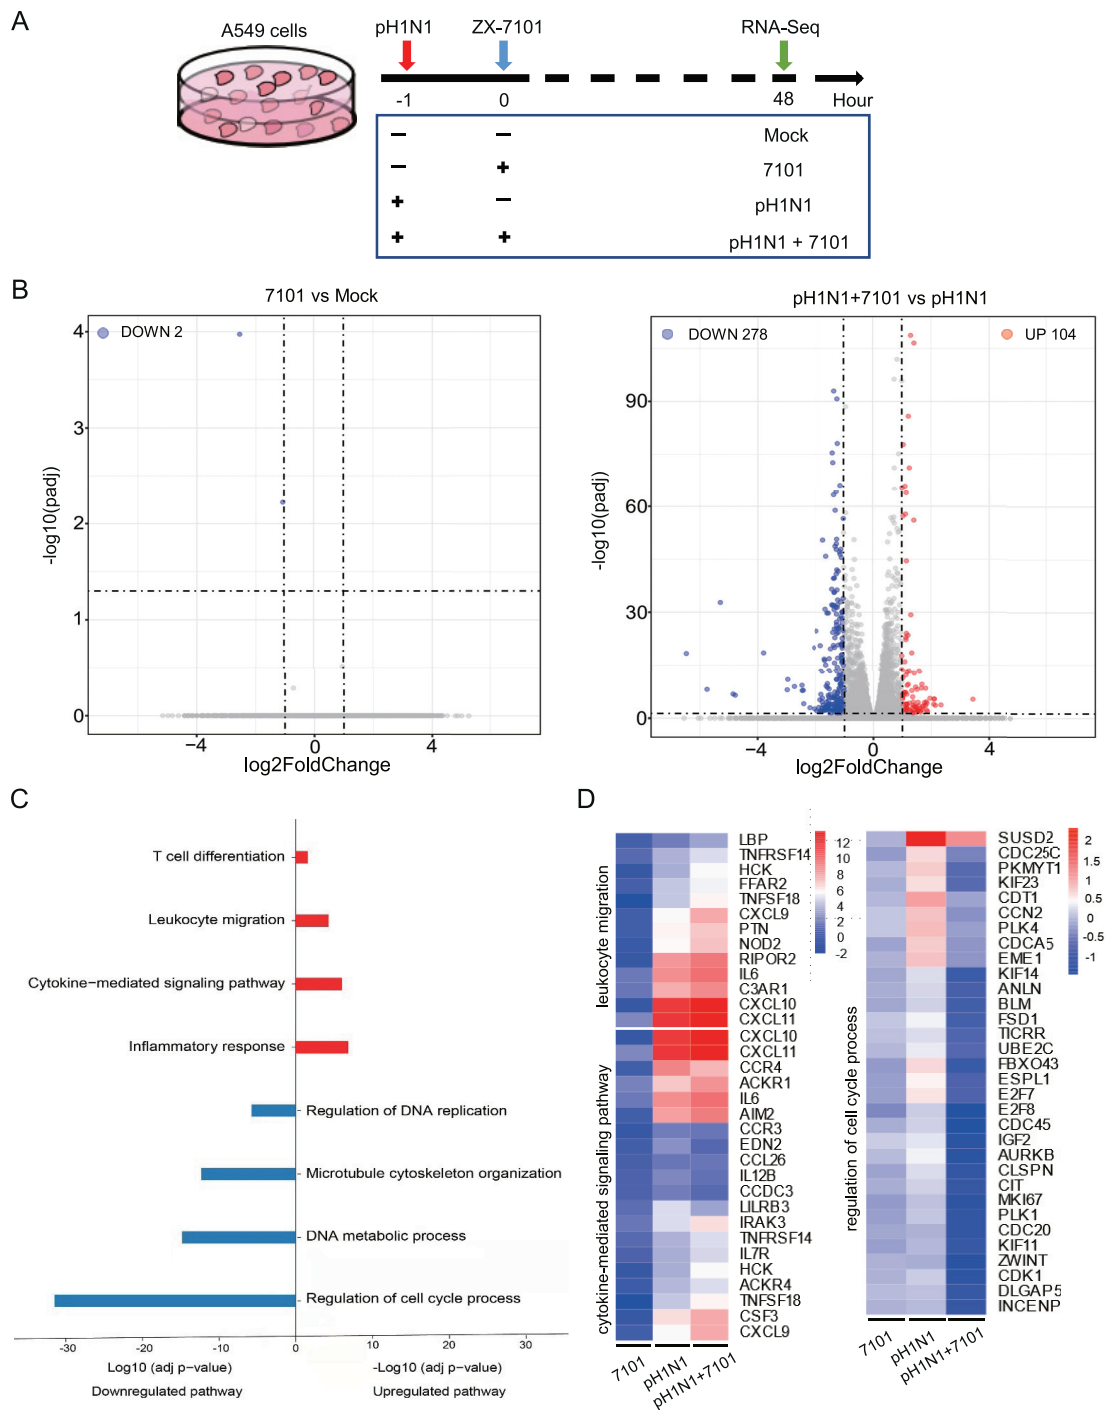 A
A549 cells
pH1N1
ZX-7101
RNA-Seq
-1
0
48
Hour
− − Mock
− + 7101
+ − pH1N1
+ + pH1N1 + 7101
B
7101 vs Mock
DOWN 2
4
3
2
1
0
-log10(padj)
−4
0
4
log2FoldChange
pH1N1+7101 vs pH1N1
DOWN 278
UP 104
90
60
30
0
-log10(padj)
−4
0
4
log2FoldChange
C
T cell differentiation
Leukocyte migration
Cytokine−mediated signaling pathway
Inflammatory response
Regulation of DNA replication
Microtubule cytoskeleton organization
DNA metabolic process
Regulation of cell cycle process
-30
-20
-10
0
10
20
30
Log10 (adj p-value)
-Log10 (adj p-value)
Downregulated pathway
Upregulated pathway
D
leukocyte migration
LBP
TNFRSF14
HCK
FFAR2
TNFSF18
CXCL9
PTN
NOD2
RIPOR2
IL6
C3AR1
CXCL10
CXCL11
cytokine-mediated signaling pathway
CXCL10
CXCL11
CCR4
ACKR1
IL6
AIM2
CCR3
EDN2
CCL26
IL12B
CCDC3
LILRB3
IRAK3
TNFRSF14
IL7R
HCK
ACKR4
TNFSF18
CSF3
CXCL9
7101
pH1N1
pH1N1+7101
12
10
8
6
4
2
0
-2
regulation of cell cycle process
SUSD2
CDC25C
PKMYT1
KIF23
CDT1
CCN2
PLK4
CDCA5
EME1
KIF14
ANLN
BLM
FSD1
TICRR
UBE2C
FBXO43
ESPL1
E2F7
E2F8
CDC45
IGF2
AURKB
CLSPN
CIT
MKI67
PLK1
CDC20
KIF11
ZWINT
CDK1
DLGAP5
INCENP
7101
pH1N1
pH1N1+7101
2
1.5
1
0.5
-0.5
-1